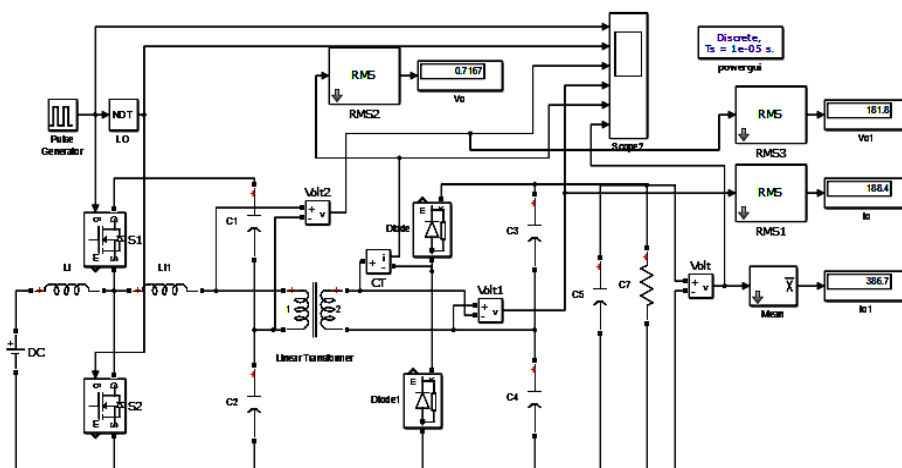 Discrete,
Ts = 1e-05 s.
powergui
RMS
RMS2
0.7167
Vo
Scope2
Pulse
Generator
NOT
LO
RMS
RMS3
181.8
Vo1
RMS
RMS1
188.4
Io
X
Mean
386.7
Io1
Volt2
Volt1
Volt
Diode
Diode1
CT
C1
C2
C3
C4
C5
C7
S1
S2
LI
LI1
DC
1
2
Linear Transformer
g
D
m
S
g
D
m
S
m
k
a
m
k
a
+
-
v
+
-
v
+
-
v
+
i
-